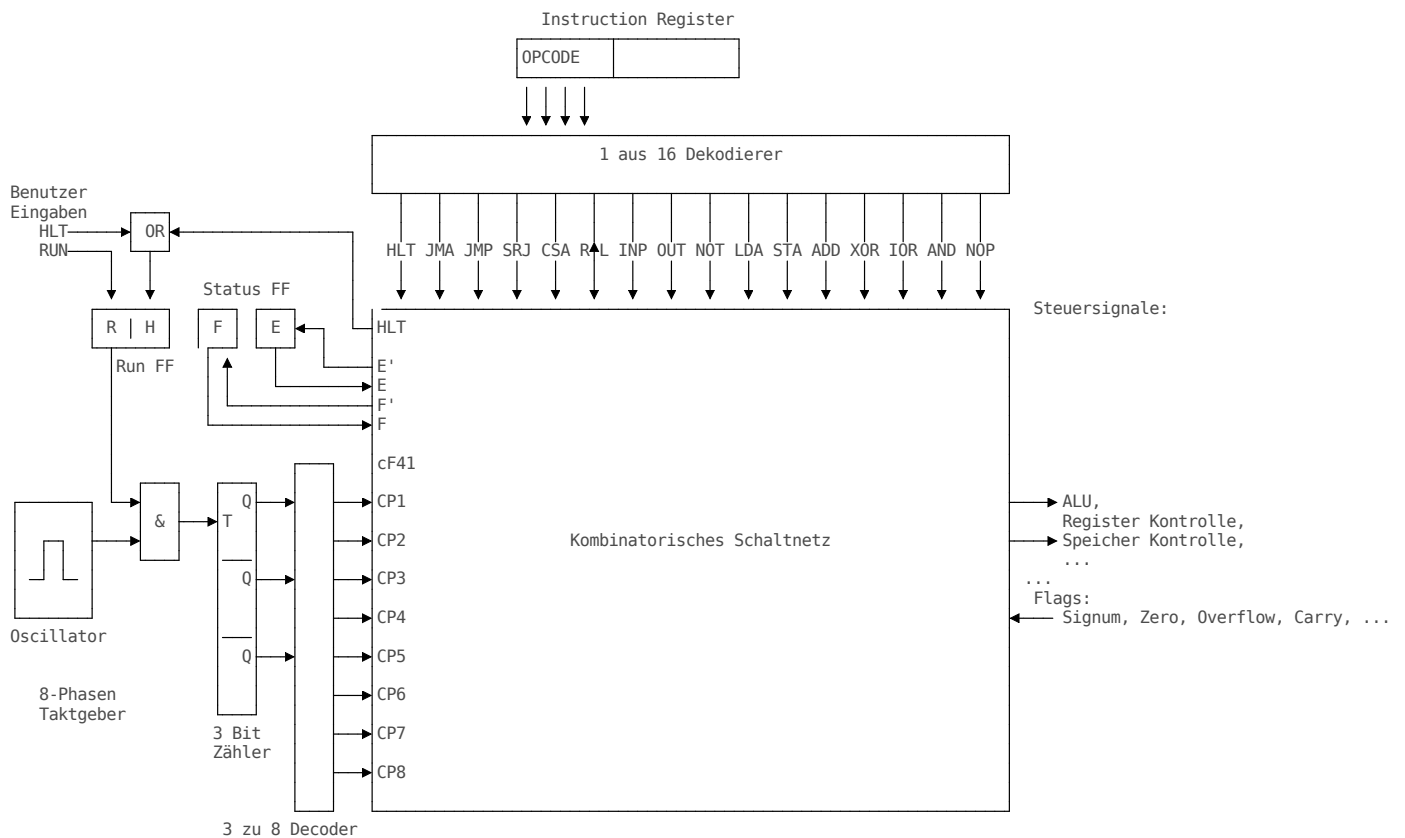 Instruction Register
OPCODE
1 aus 16 Dekodierer
Benutzer
Eingaben
HLT
OR
RUN
HLT JMA JMP SRJ CSA R L INP OUT NOT LDA STA ADD XOR IOR AND NOP
Status FF
Steuersignale:
R | H
F
E
HLT
Run FF
E'
E
F'
F
cF41
Q
CP1
ALU,
&
T
Register Kontrolle,
CP2
Kombinatorisches Schaltnetz
Speicher Kontrolle,
...
Q
CP3
...
Flags:
CP4
Signum, Zero, Overflow, Carry, ...
Oscillator
Q
CP5
8-Phasen
Taktgeber
CP6
3 Bit
Zähler
CP7
CP8
3 zu 8 Decoder